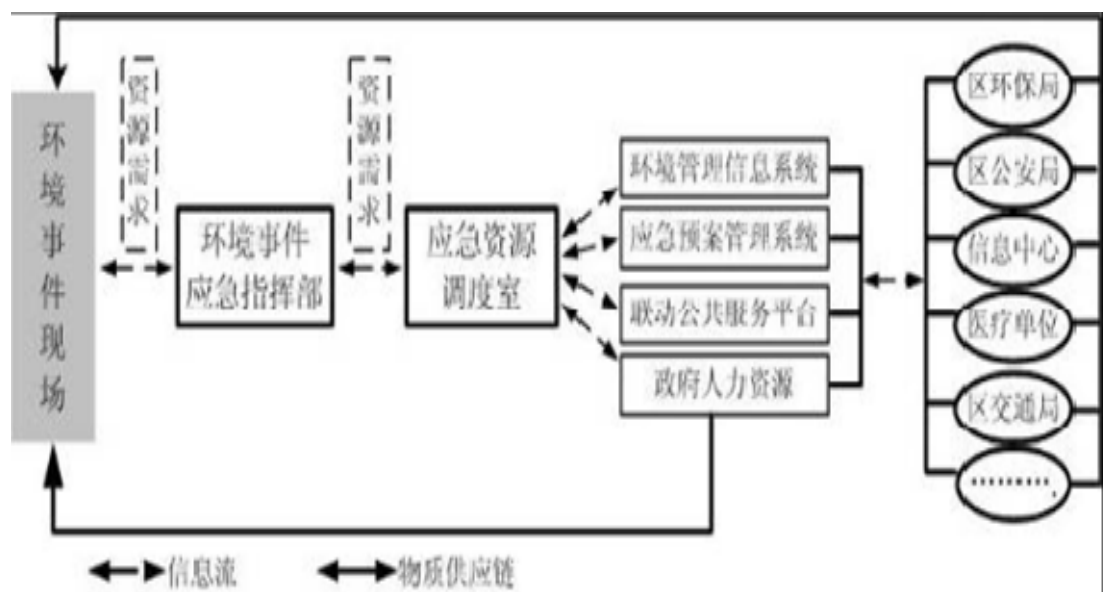 环境事件现场
资源需求
环境事件
应急指挥部
资源需求
应急资源
调度室
环境管理信息系统
应急预案管理系统
联动公共服务平台
政府人力资源
区环保局
区公安局
信息中心
医疗单位
区交通局
……….
信息流
物质供应链